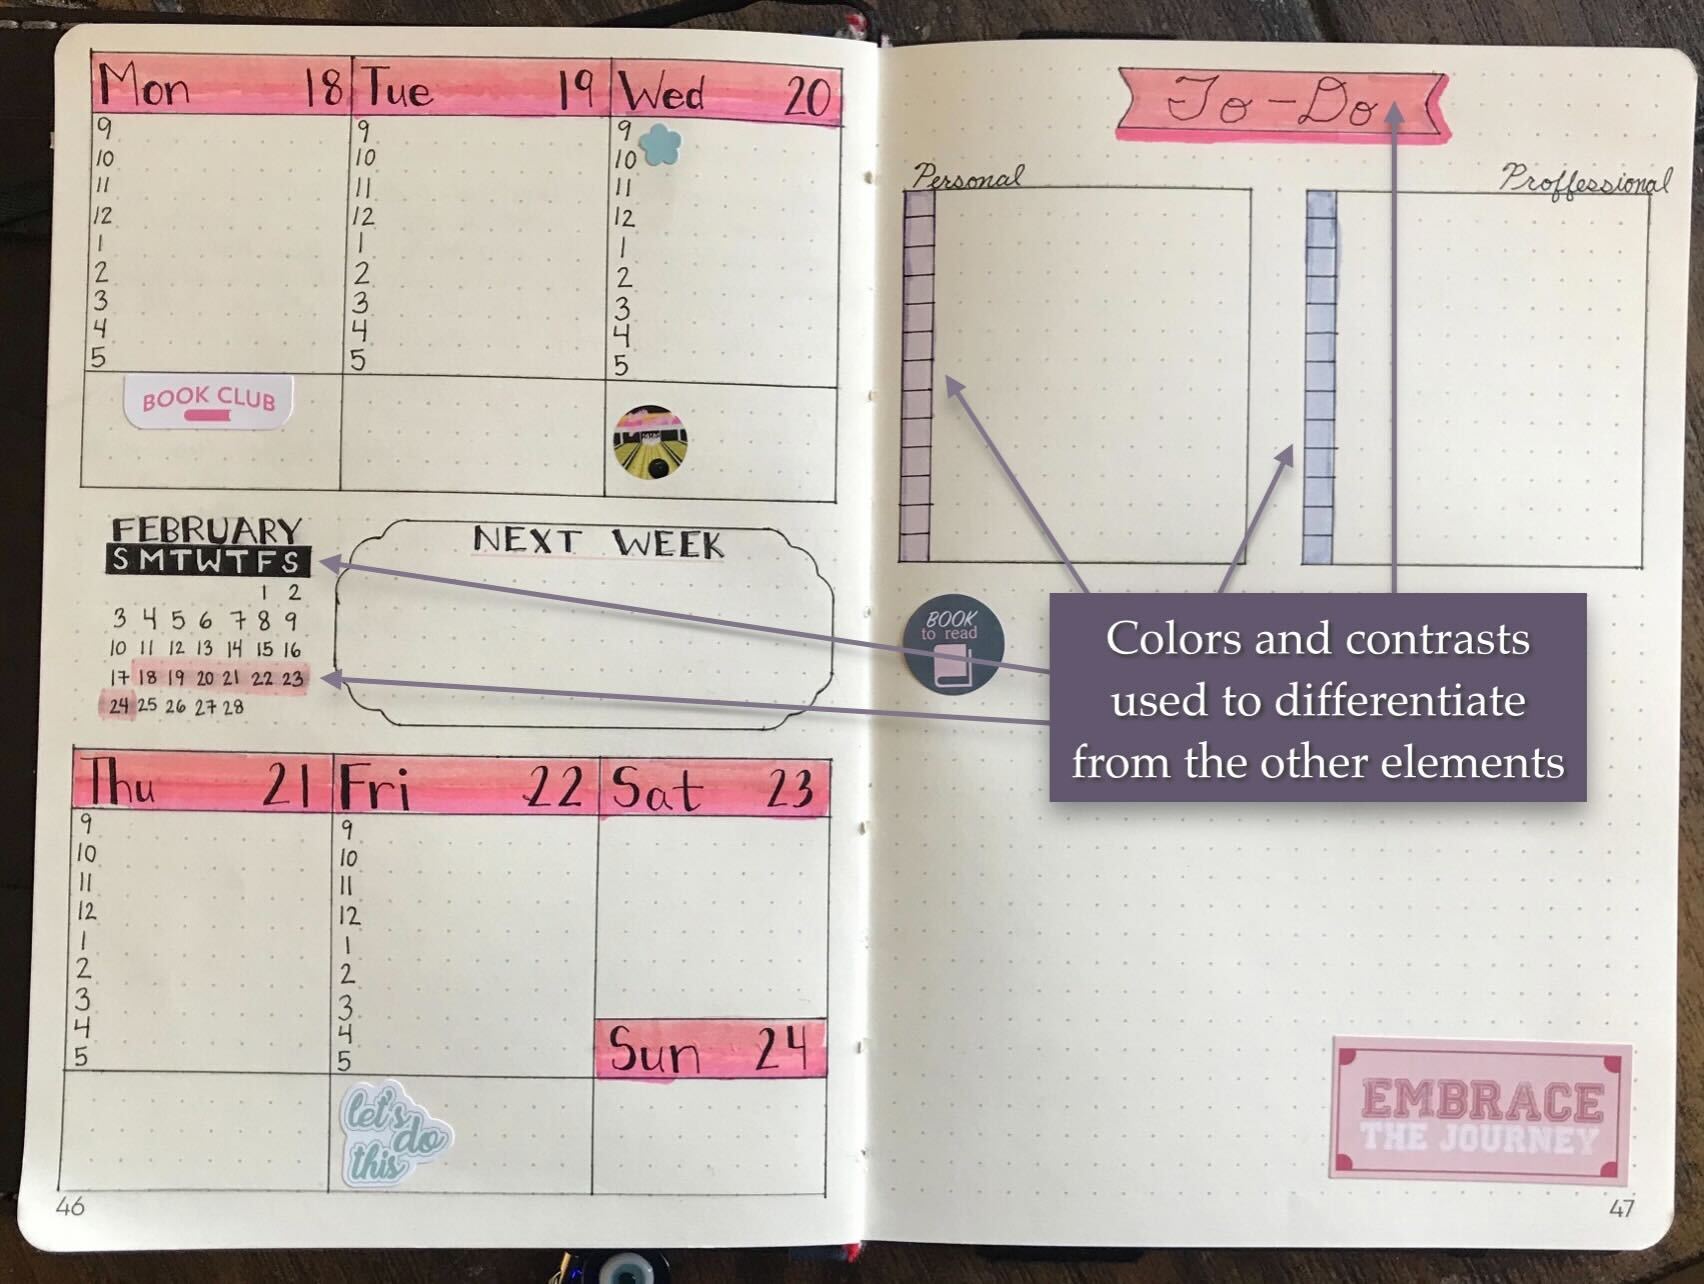 Mon 18
9
10
11
12
1
2
3
4
5
BOOK CLUB
Tue 19
9
10
11
12
1
2
3
4
5
Wed 20
9
10
11
12
1
2
3
4
5
FEBRUARY
S M T W T F S
1 2
3 4 5 6 7 8 9
10 11 12 13 14 15 16
17 18 19 20 21 22 23
24 25 26 27 28
NEXT WEEK
Thu 21
9
10
11
12
1
2
3
4
5
Fri 22
9
10
11
12
1
2
3
4
5
let's
do
this
Sat 23
Sun 24
46
To-Do
Personal
Proffessional
BOOK
to read
Colors and contrasts
used to differentiate
from the other elements
EMBRACE
THE JOURNEY
47